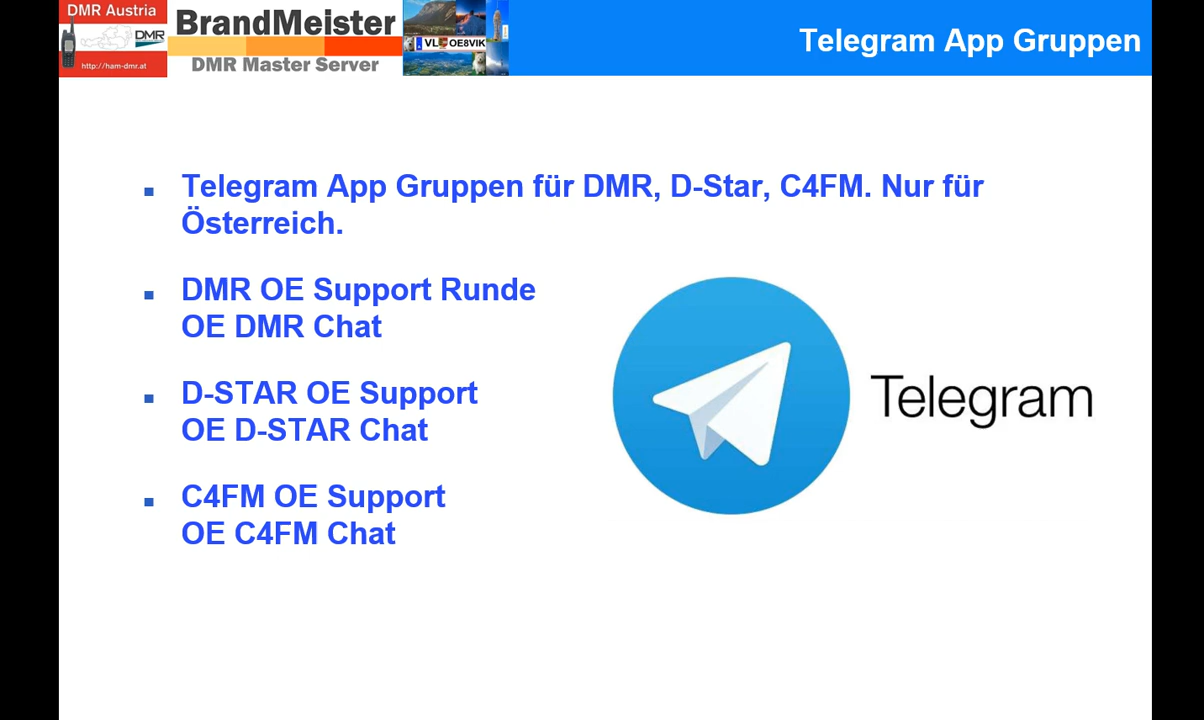 DMR Austria
DMR
http://ham-dmr.at
BrandMeister
DMR Master Server
VL OE8VIK
Telegram App Gruppen
Telegram App Gruppen für DMR, D-Star, C4FM. Nur für
Österreich.
DMR OE Support Runde
OE DMR Chat
D-STAR OE Support
OE D-STAR Chat
C4FM OE Support
OE C4FM Chat
Telegram